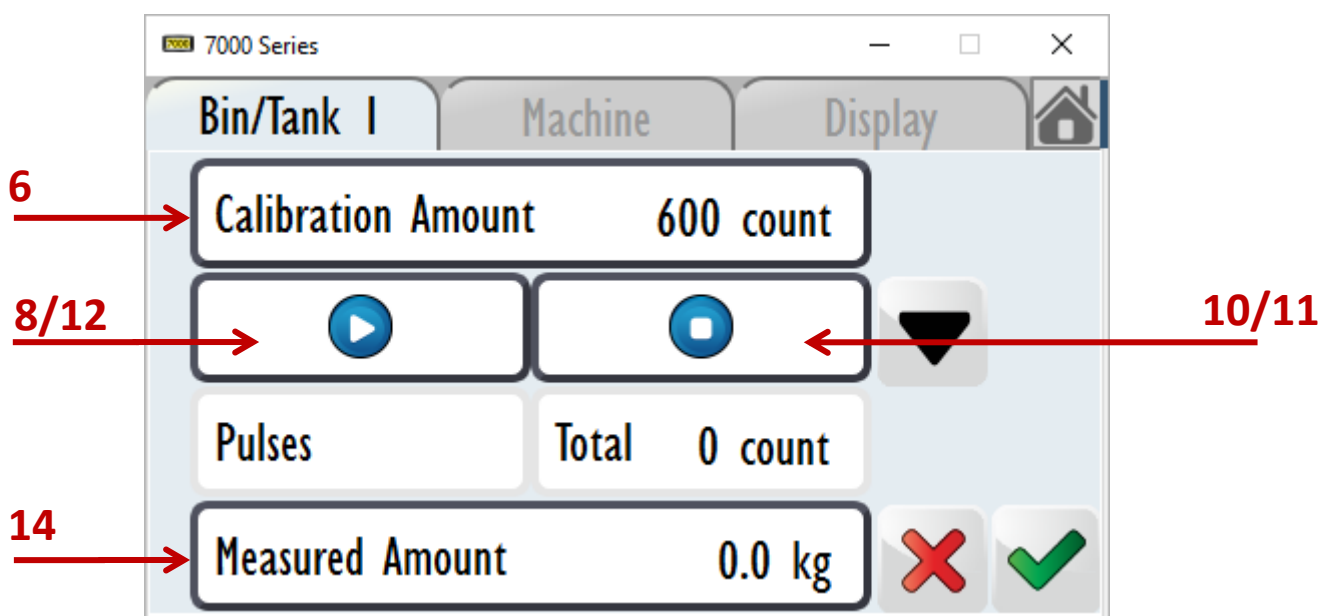 7000 7000 Series
Bin/Tank 1 Machine Display
6
Calibration Amount 600 count
8/12
10/11
Pulses Total 0 count
14
Measured Amount 0.0 kg